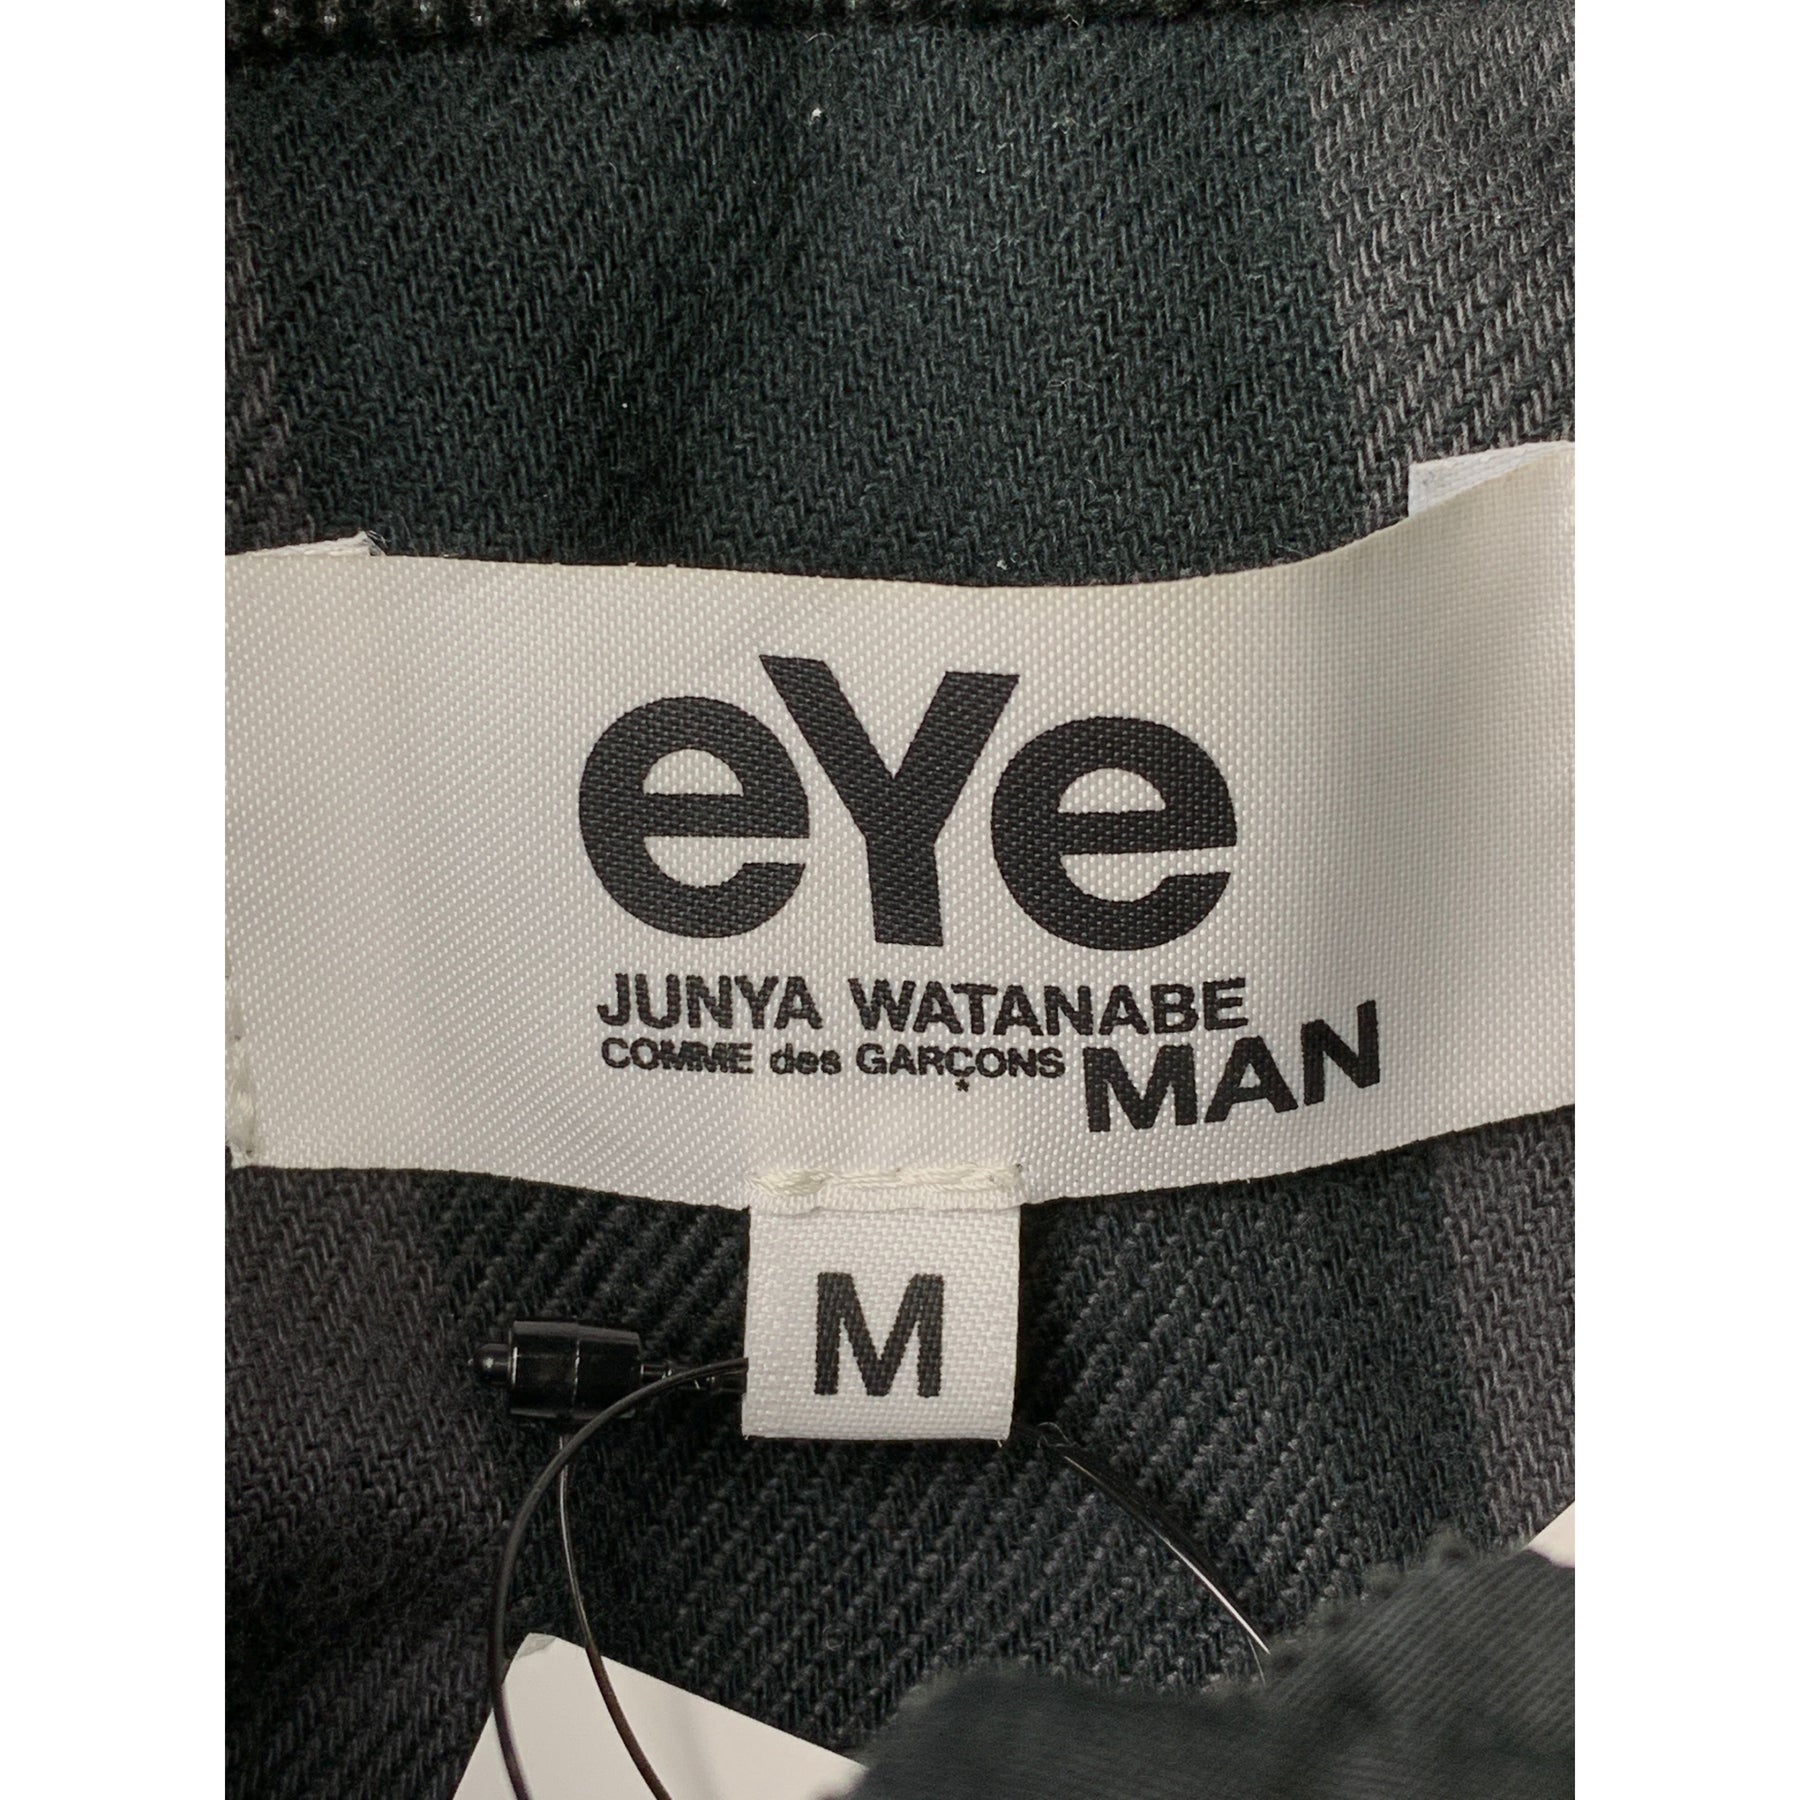 eYe
JUNYA WATANABE
COMME des GARÇONS MAN
*
M